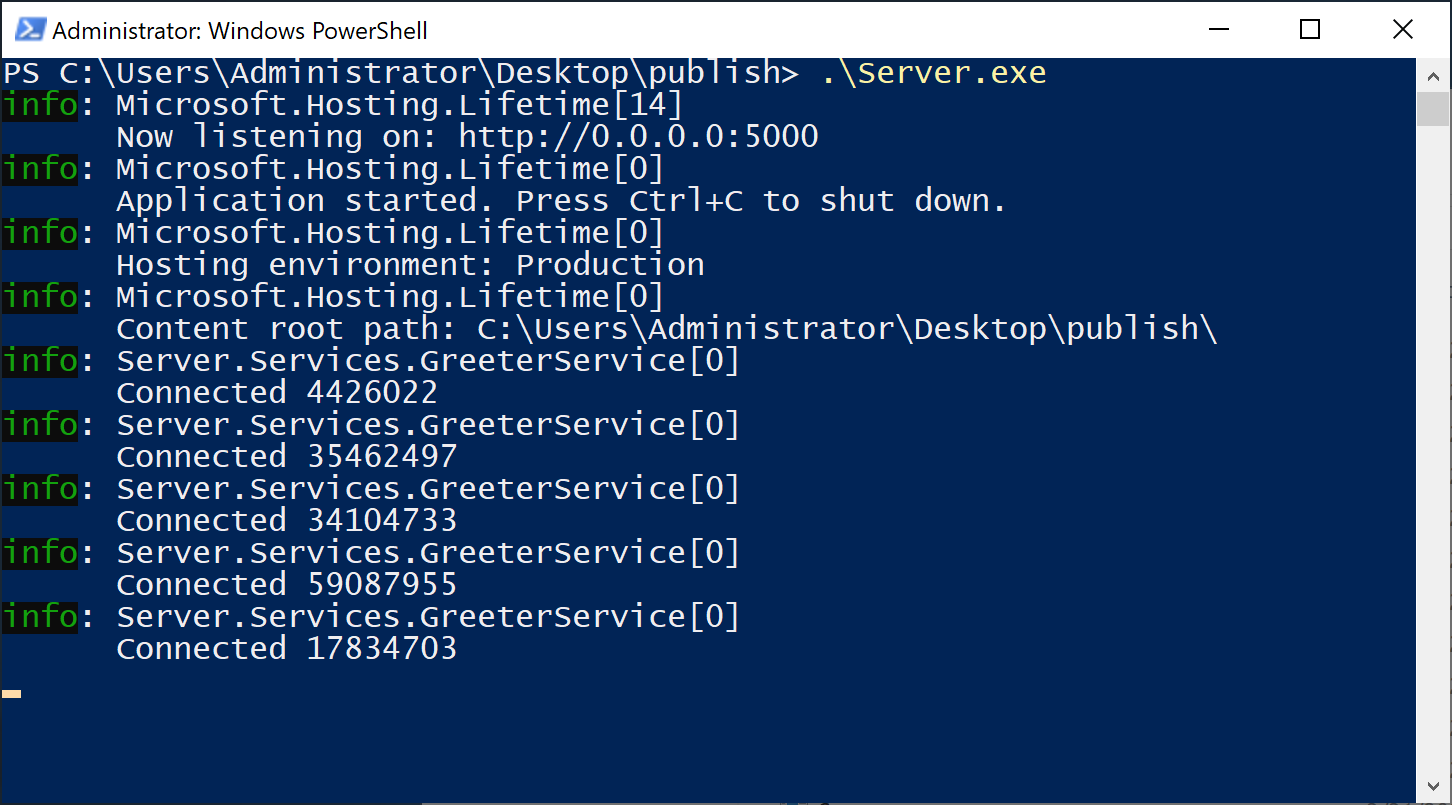 Administrator: Windows PowerShell
PS C:\Users\Administrator\Desktop\publish> .\Server.exe
info: Microsoft.Hosting.Lifetime[14]
Now listening on: http://0.0.0.0:5000
info: Microsoft.Hosting.Lifetime[0]
Application started. Press Ctrl+C to shut down.
info: Microsoft.Hosting.Lifetime[0]
Hosting environment: Production
info: Microsoft.Hosting.Lifetime[0]
Content root path: C:\Users\Administrator\Desktop\publish\
info: Server.Services.GreeterService[0]
Connected 4426022
info: Server.Services.GreeterService[0]
Connected 35462497
info: Server.Services.GreeterService[0]
Connected 34104733
info: Server.Services.GreeterService[0]
Connected 59087955
info: Server.Services.GreeterService[0]
Connected 17834703